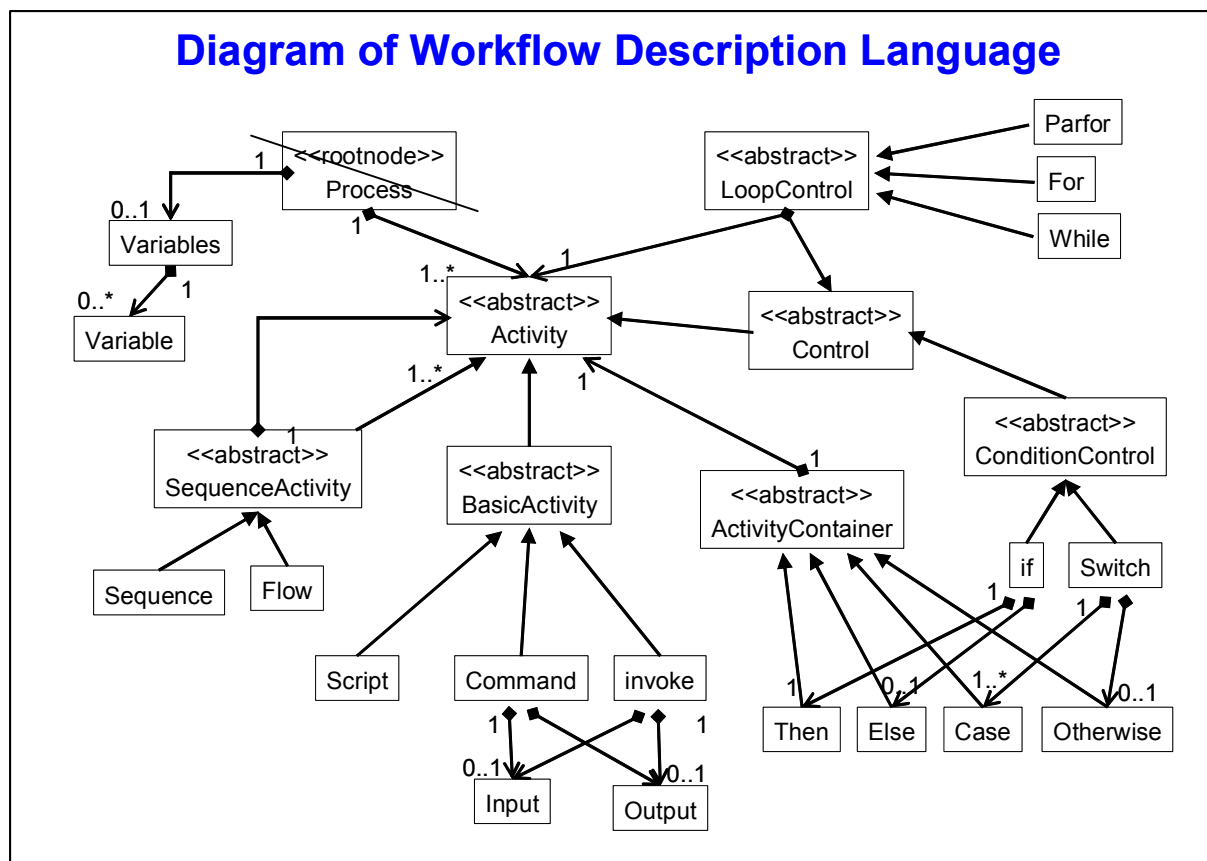 Diagram of Workflow Description Language
<<rootnode>>
Process
1
1
0..1
Variables
1
0..*
Variable
<<abstract>>
LoopControl
Parfor
For
While
1
1..*
<<abstract>>
Activity
<<abstract>>
Control
1..*
1
1
<<abstract>>
SequenceActivity
Sequence
Flow
<<abstract>>
BasicActivity
Script
Command
invoke
1
1
0..1
0..1
Input
Output
1
<<abstract>>
ActivityContainer
<<abstract>>
ConditionControl
if
Switch
1
1
1
0..1
1..*
0..1
Then
Else
Case
Otherwise